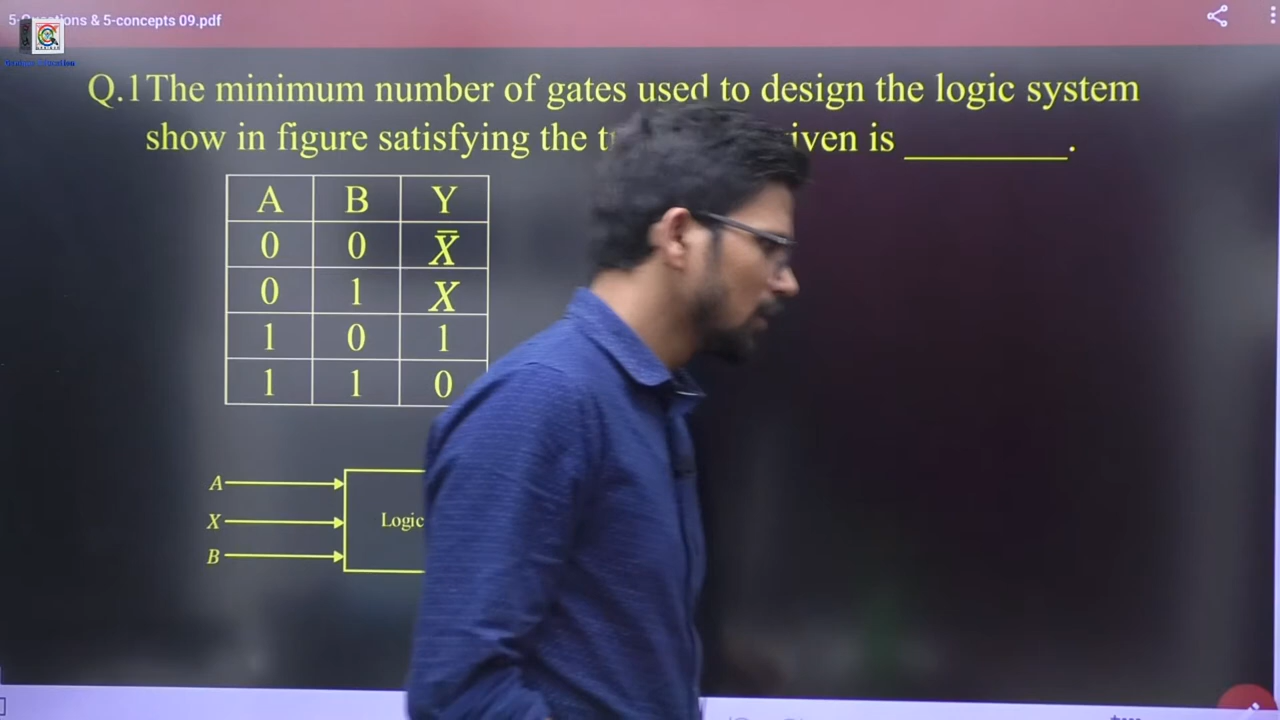 5-Questions & 5-concepts 09.pdf
Q.1 The minimum number of gates used to design the logic system
show in figure satisfying the given is ________.
A B Y
0 0 X̅
0 1 X
1 0 1
1 1 0
A
X Logic
B